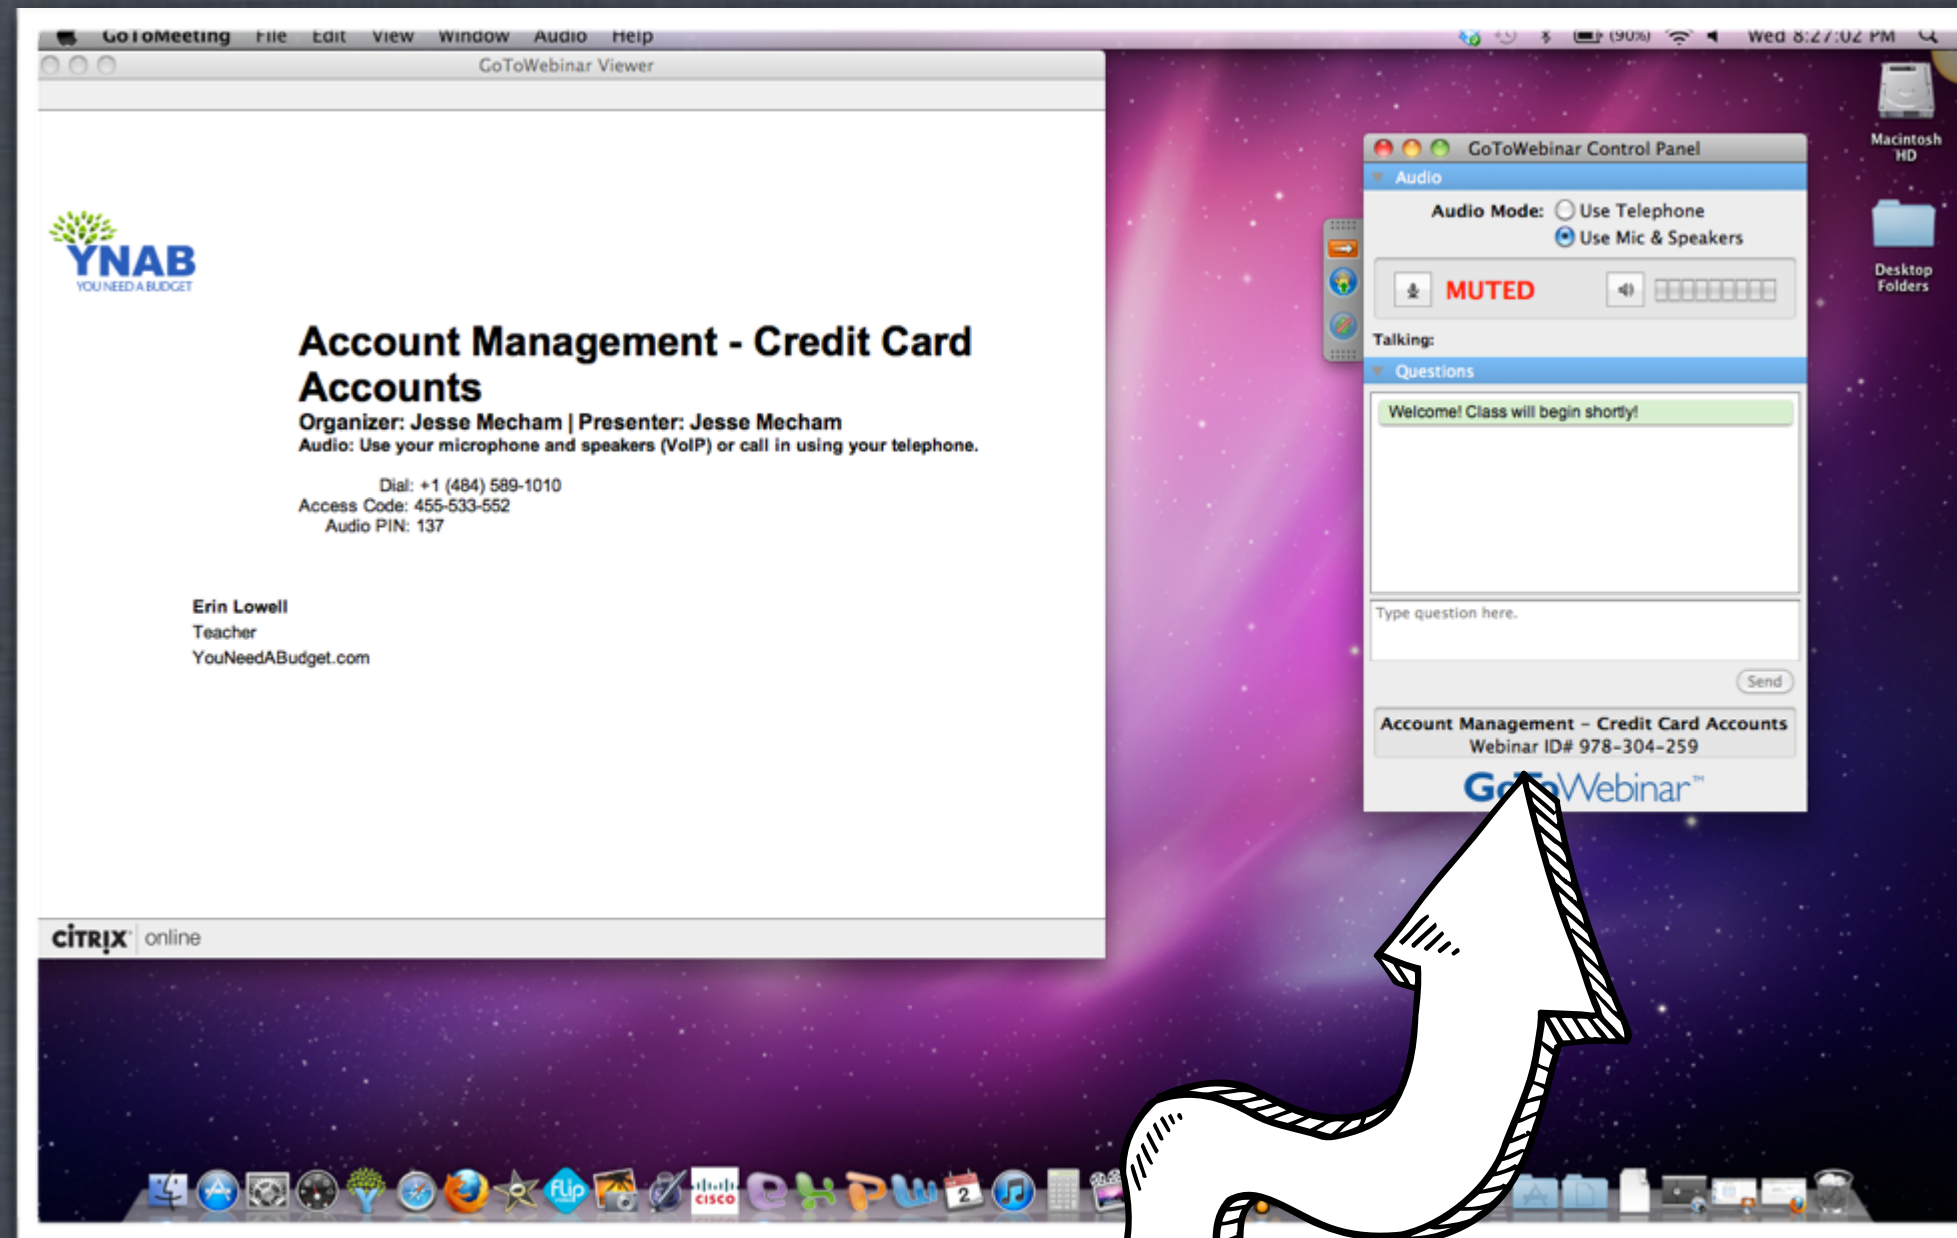 GoToMeeting File Edit View Window Audio Help
(90%) Wed 8:27:02 PM
GoToWebinar Viewer
YNAB
YOU NEED A BUDGET
Account Management - Credit Card
Accounts
Organizer: Jesse Mecham | Presenter: Jesse Mecham
Audio: Use your microphone and speakers (VoIP) or call in using your telephone.
Dial: +1 (484) 589-1010
Access Code: 455-533-552
Audio PIN: 137
Erin Lowell
Teacher
YouNeedABudget.com
CITRIX online
GoToWebinar Control Panel
Audio
Audio Mode: Use Telephone
Use Mic & Speakers
MUTED
Talking:
Questions
Welcome! Class will begin shortly!
Type question here.
Send
Account Management – Credit Card Accounts
Webinar ID# 978-304-259
GoToWebinar™
Macintosh
HD
Desktop
Folders
flip
CISCO
2